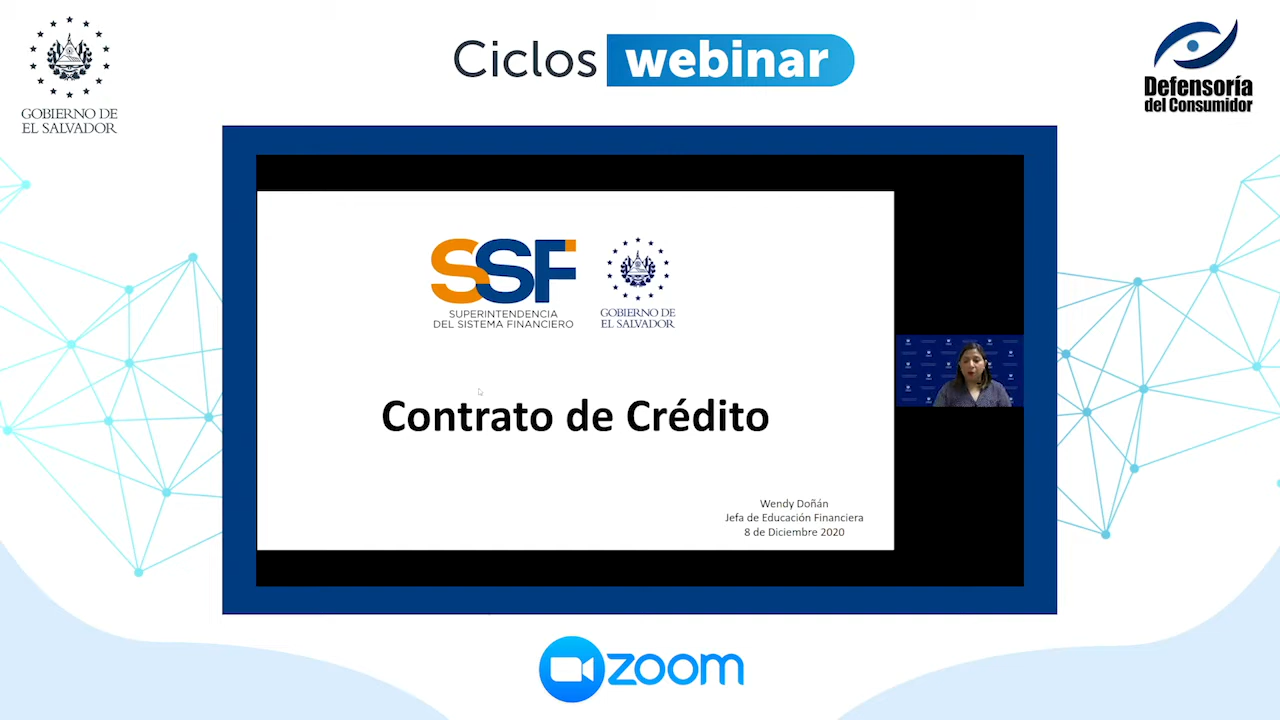 Ciclos webinar
GOBIERNO DE
EL SALVADOR
Defensoría
del Consumidor
SSF
SUPERINTENDENCIA
DEL SISTEMA FINANCIERO
GOBIERNO DE
EL SALVADOR
Contrato de Crédito
Wendy Doñán
Jefa de Educación Financiera
8 de Diciembre 2020
zoom